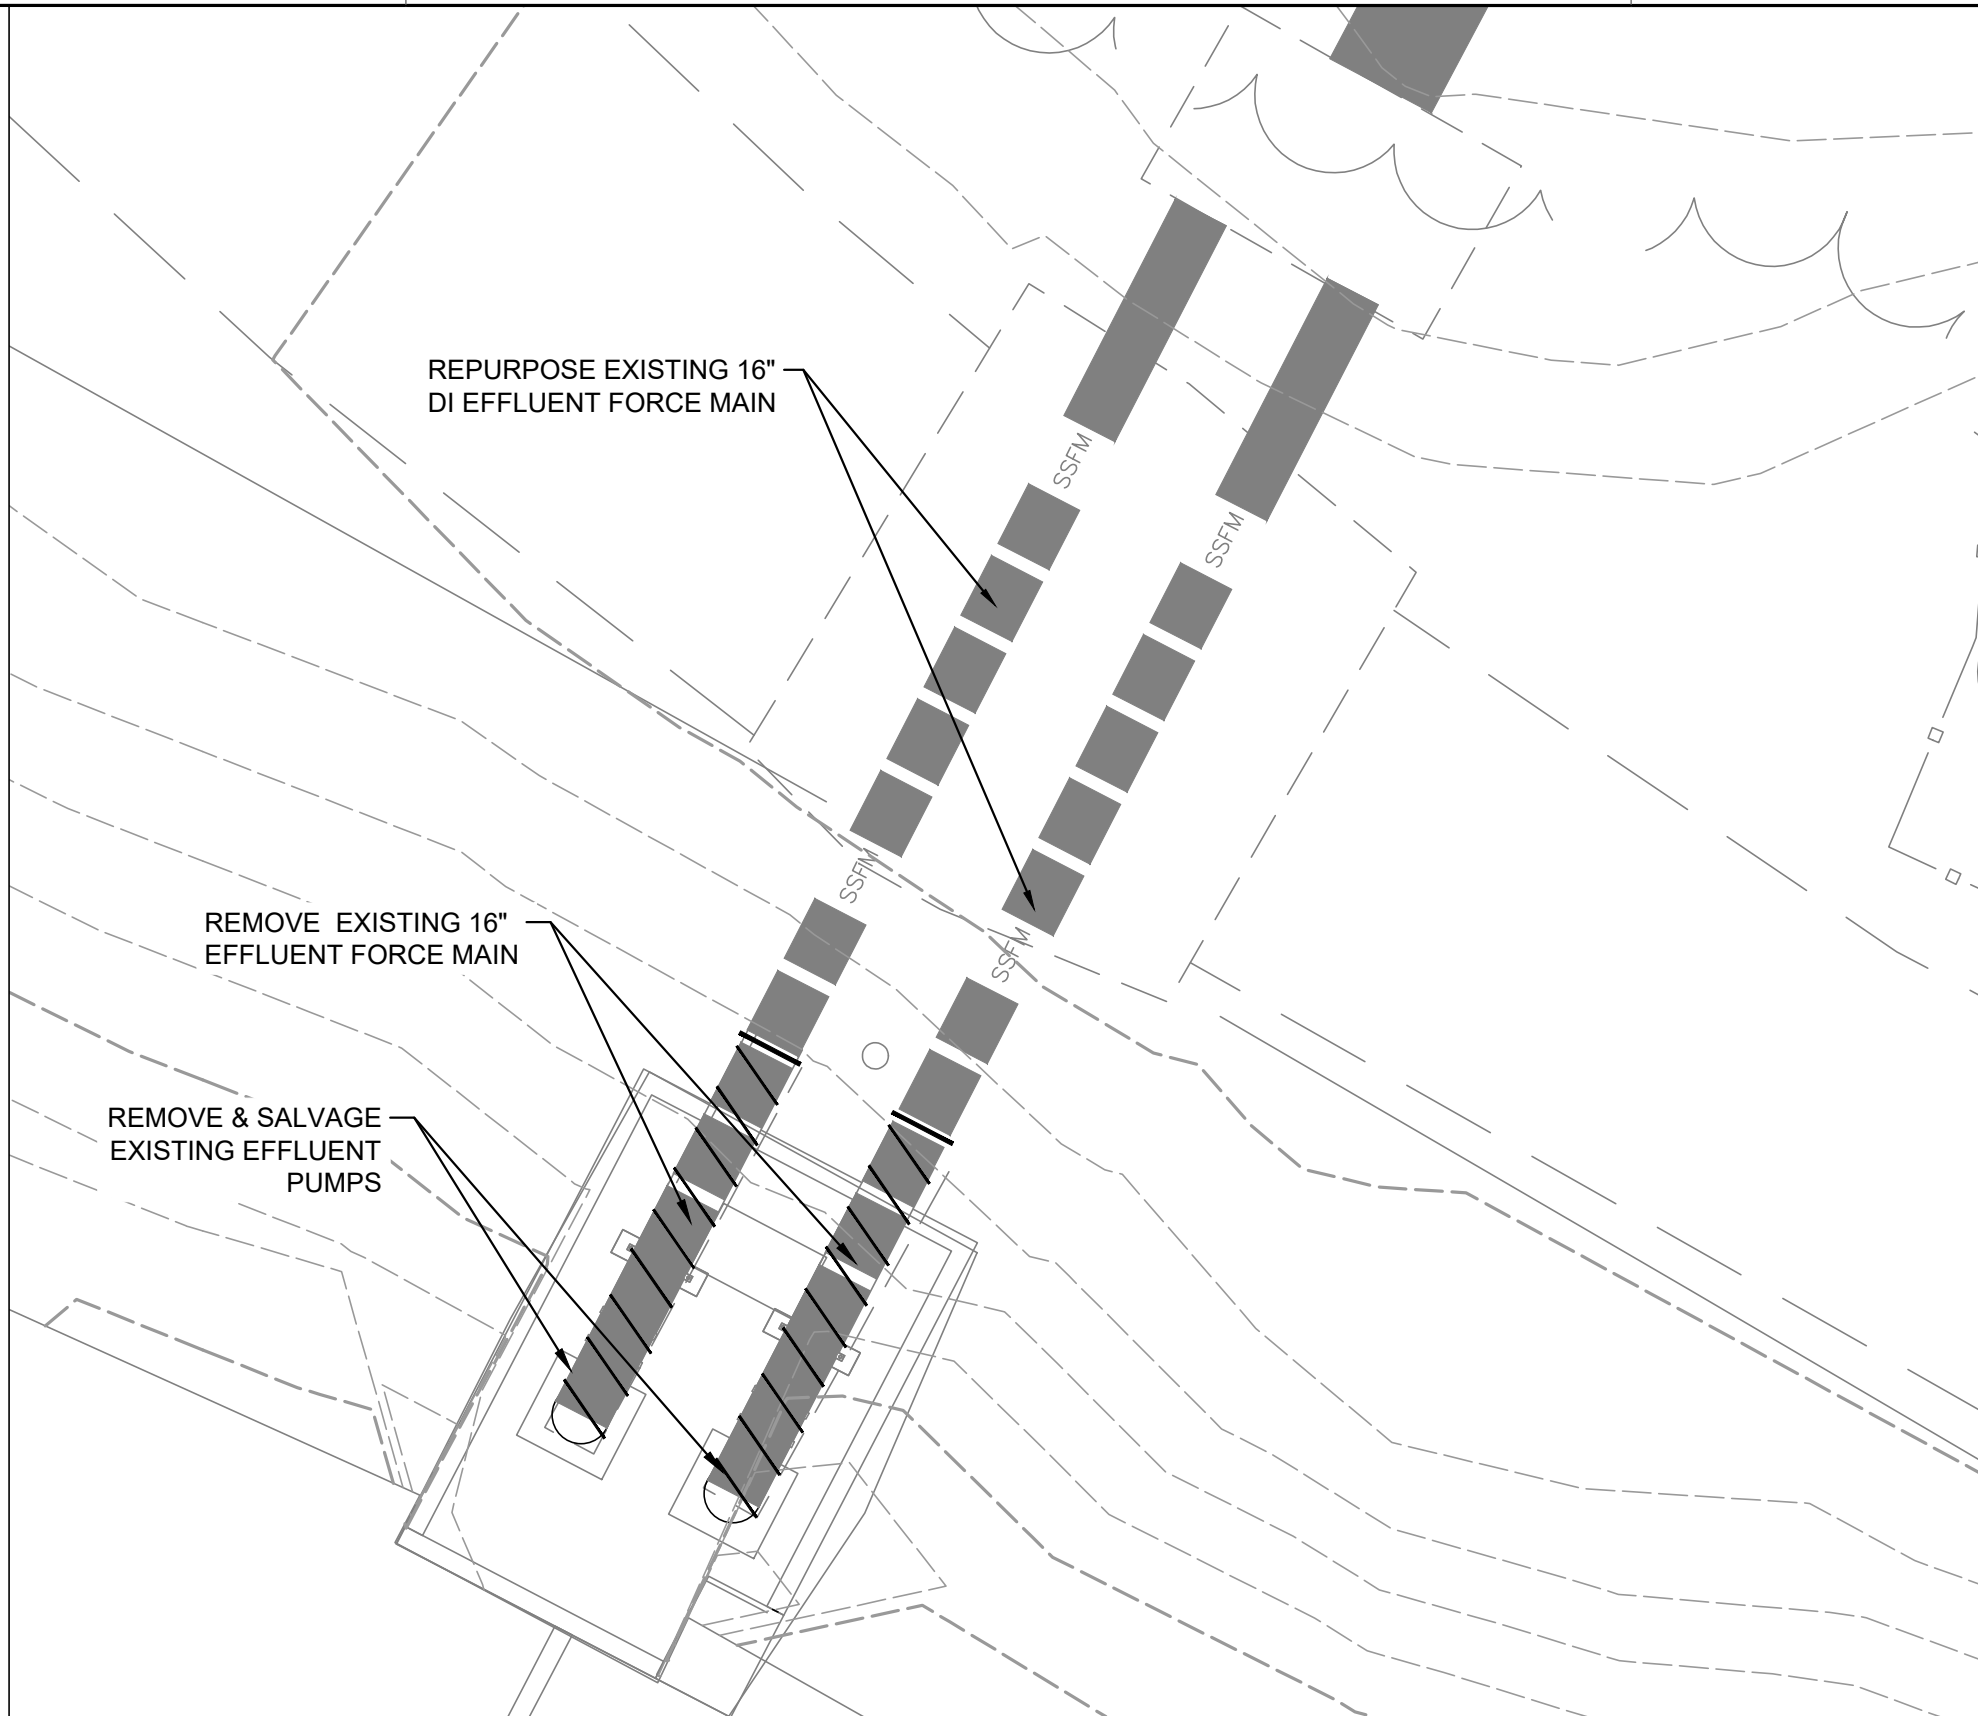 REPURPOSE EXISTING 16"
DI EFFLUENT FORCE MAIN
SSFM
SSFM
SSFM
SSFM
REMOVE  EXISTING 16"
EFFLUENT FORCE MAIN
REMOVE & SALVAGE
EXISTING EFFLUENT
PUMPS